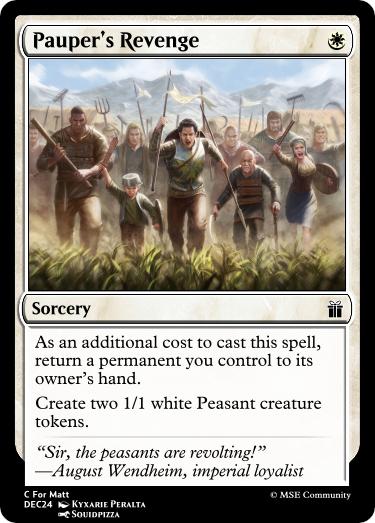 Pauper's Revenge
Sorcery
As an additional cost to cast this spell,
return a permanent you control to its
owner's hand.
Create two 1/1 white Peasant creature
tokens.
“Sir, the peasants are revolting!”
—August Wendheim, imperial loyalist
C For Matt
DEC24 Kyxarie Peralta
Squidpizza
© MSE Community